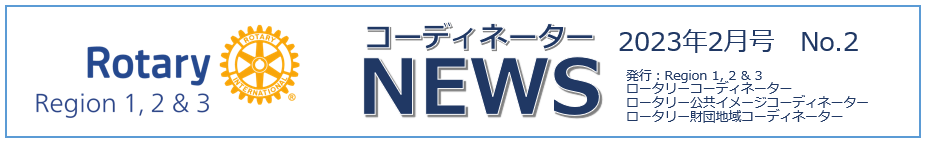 Rotary
Region 1, 2 & 3
ROTARY
INTERNATIONAL
コーディネーター
NEWS
2023年2月号 No.2
発行：Region 1, 2 & 3
ロータリーコーディネーター
ロータリー公共イメージコーディネーター
ロータリー財団地域コーディネーター